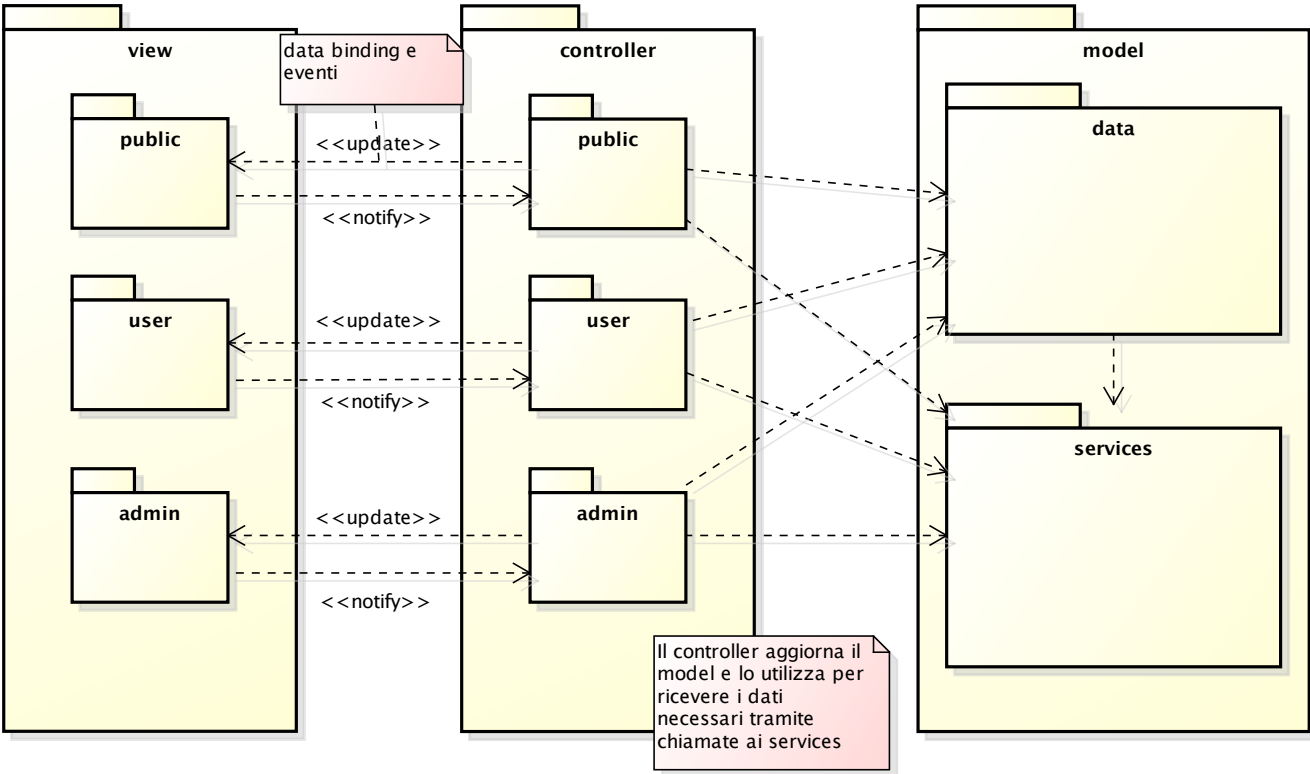 view
data binding e
eventi
controller
model
public
<<update>>
public
data
<<notify>>
user
<<update>>
user
<<notify>>
services
admin
<<update>>
admin
<<notify>>
Il controller aggiorna il
model e lo utilizza per
ricevere i dati
necessari tramite
chiamate ai services